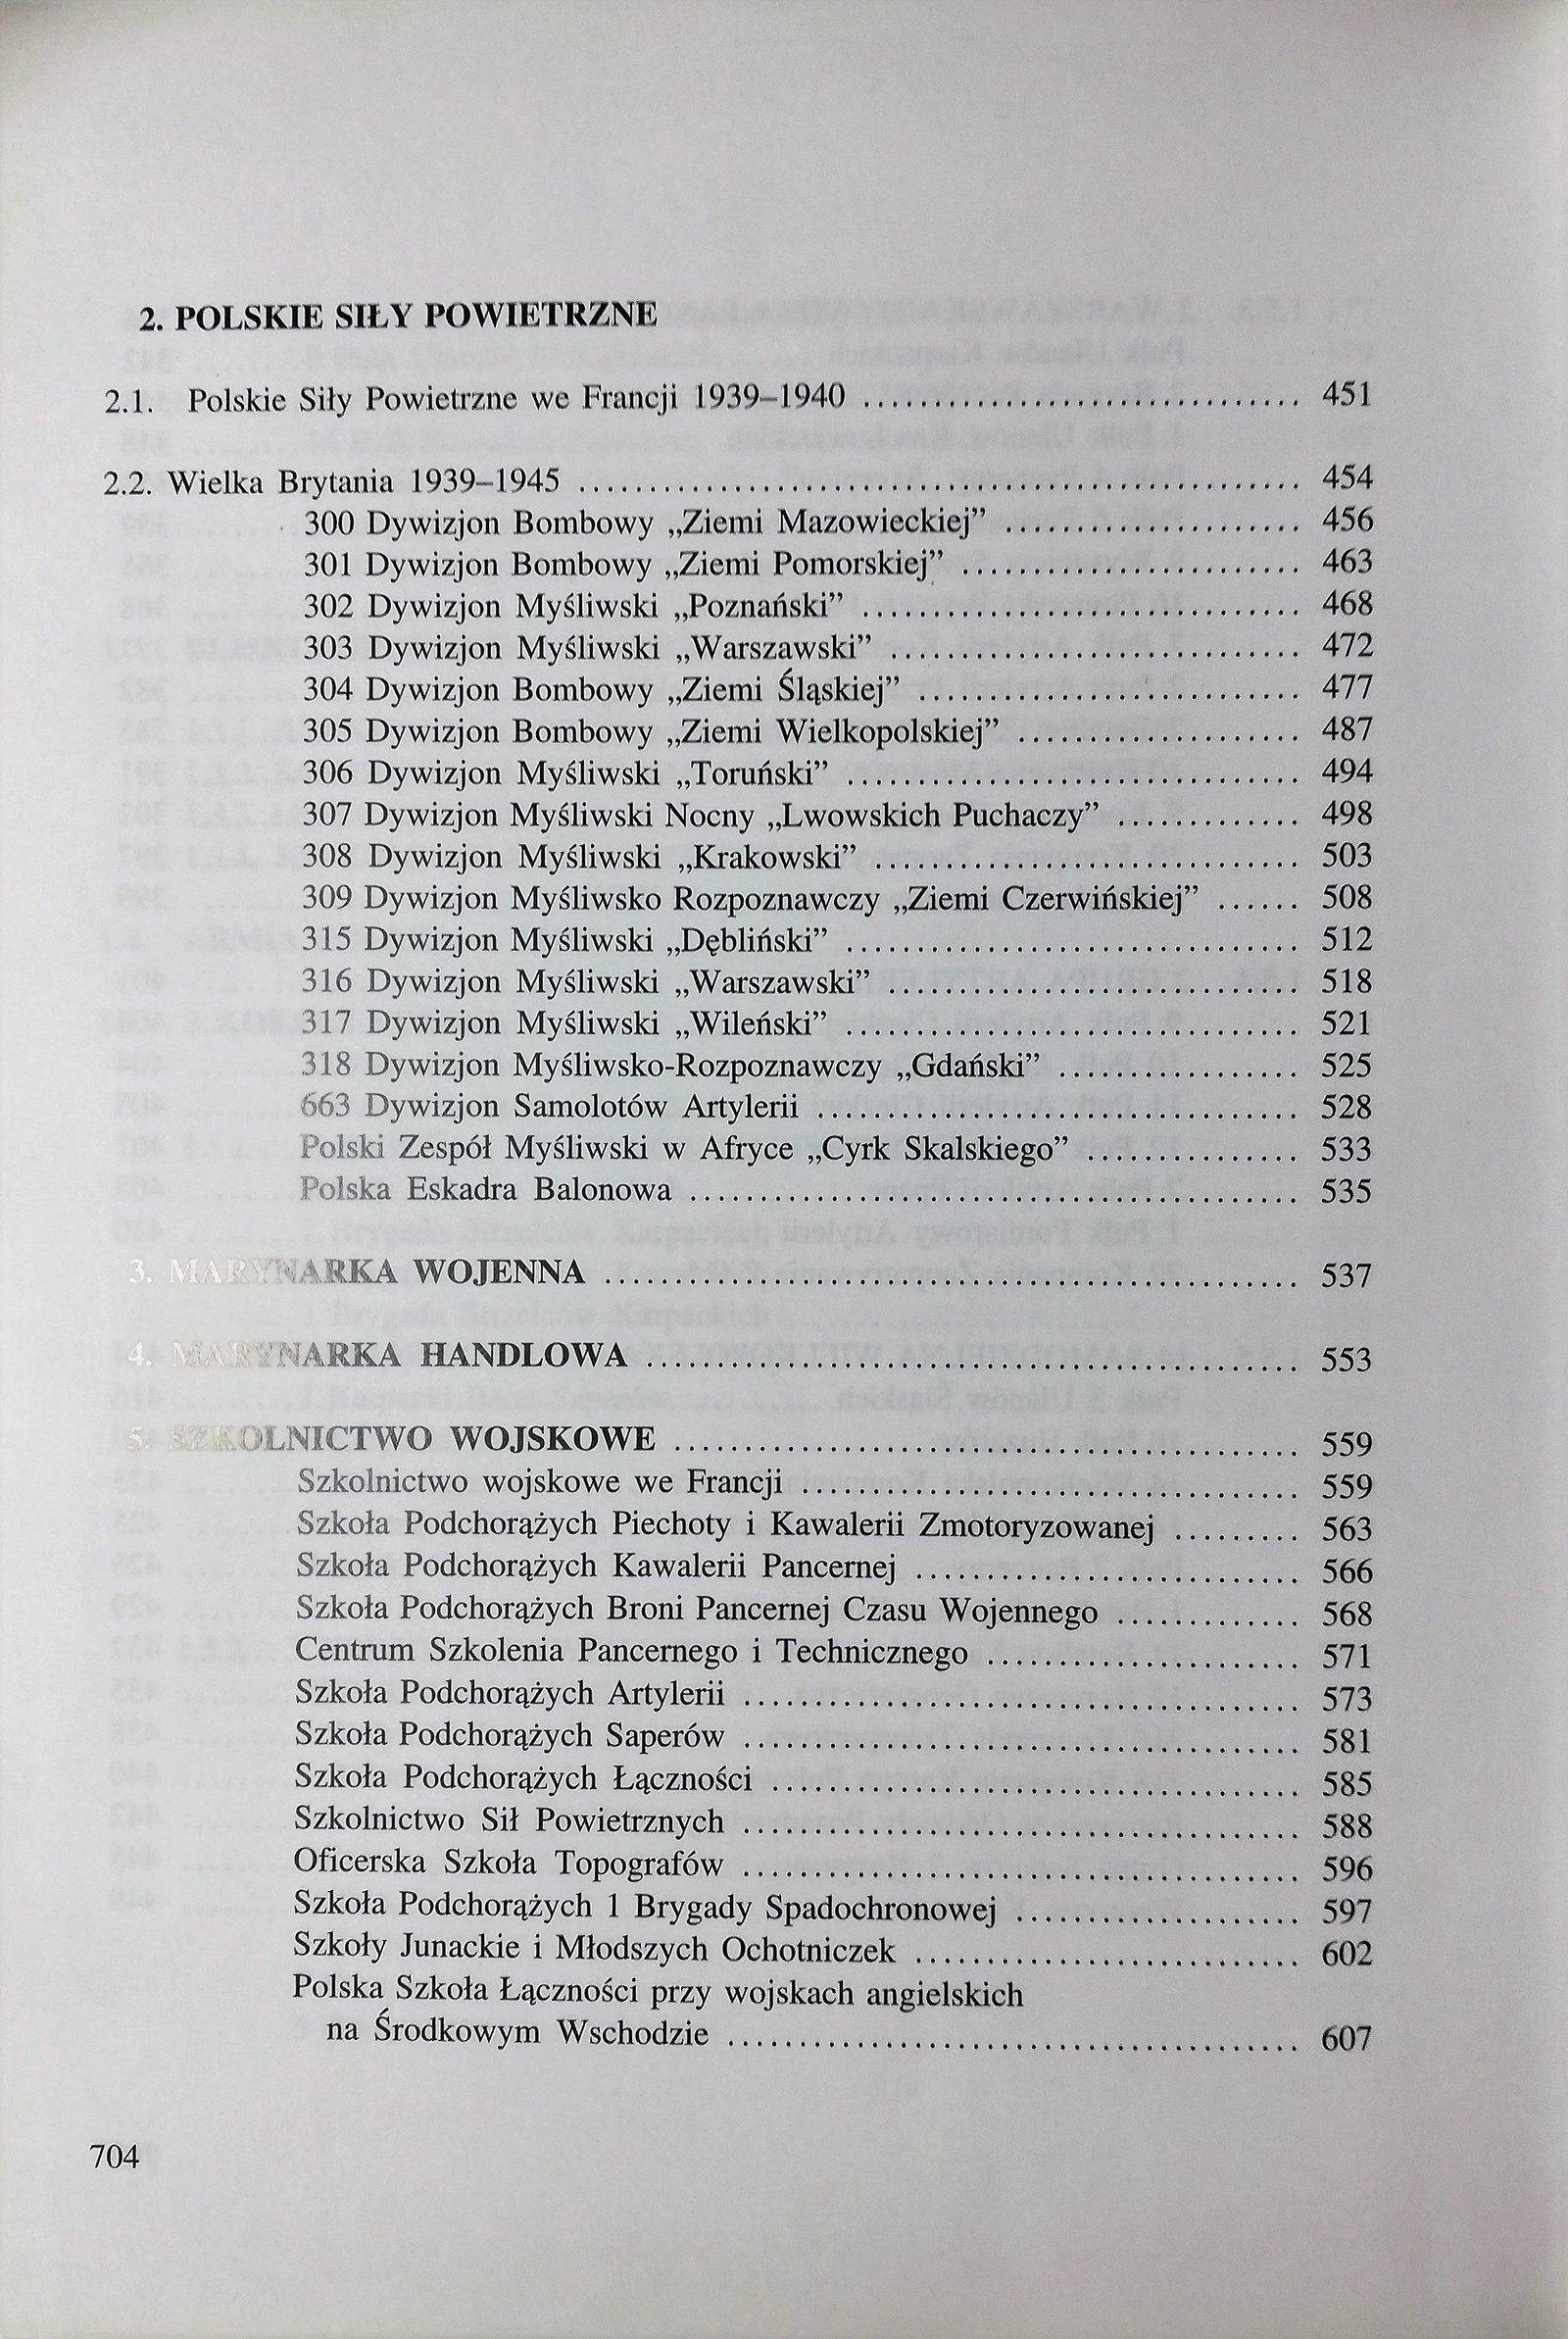 2. POLSKIE SIŁY POWIETRZNE
2.1. Polskie Siły Powietrzne we Francji 1939–1940 ............................... 451
2.2. Wielka Brytania 1939–1945 ................................................... 454
300 Dywizjon Bombowy „Ziemi Mazowieckiej” ..................... 456
301 Dywizjon Bombowy „Ziemi Pomorskiej” ........................ 463
302 Dywizjon Myśliwski „Poznański” ............................... 468
303 Dywizjon Myśliwski „Warszawski” ............................. 472
304 Dywizjon Bombowy „Ziemi Śląskiej” ........................... 477
305 Dywizjon Bombowy „Ziemi Wielkopolskiej” .................... 487
306 Dywizjon Myśliwski „Toruński” ................................ 494
307 Dywizjon Myśliwski Nocny „Lwowskich Puchaczy” ............. 498
308 Dywizjon Myśliwski „Krakowski” .............................. 503
309 Dywizjon Myśliwsko Rozpoznawczy „Ziemi Czerwińskiej” ...... 508
315 Dywizjon Myśliwski „Dębliński” ................................ 512
316 Dywizjon Myśliwski „Warszawski” ............................. 518
317 Dywizjon Myśliwski „Wileński” ................................ 521
318 Dywizjon Myśliwsko-Rozpoznawczy „Gdański” ................. 525
663 Dywizjon Samolotów Artylerii .................................. 528
Polski Zespół Myśliwski w Afryce „Cyrk Skalskiego” ............... 533
Polska Eskadra Balonowa ........................................... 535
3. MARYNARKA WOJENNA ................................................. 537
4. MARYNARKA HANDLOWA .............................................. 553
5. SZKOLNICTWO WOJSKOWE ............................................ 559
Szkolnictwo wojskowe we Francji ................................... 559
Szkoła Podchorążych Piechoty i Kawalerii Zmotoryzowanej ......... 563
Szkoła Podchorążych Kawalerii Pancernej ........................... 566
Szkoła Podchorążych Broni Pancernej Czasu Wojennego ............. 568
Centrum Szkolenia Pancernego i Technicznego ...................... 571
Szkoła Podchorążych Artylerii ....................................... 573
Szkoła Podchorążych Saperów ....................................... 581
Szkoła Podchorążych Łączności ..................................... 585
Szkolnictwo Sił Powietrznych ....................................... 588
Oficerska Szkoła Topografów ....................................... 596
Szkoła Podchorążych 1 Brygady Spadochronowej .................... 597
Szkoły Junackie i Młodszych Ochotniczek ........................... 602
Polska Szkoła Łączności przy wojskach angielskich
na Środkowym Wschodzie ........................................ 607
704